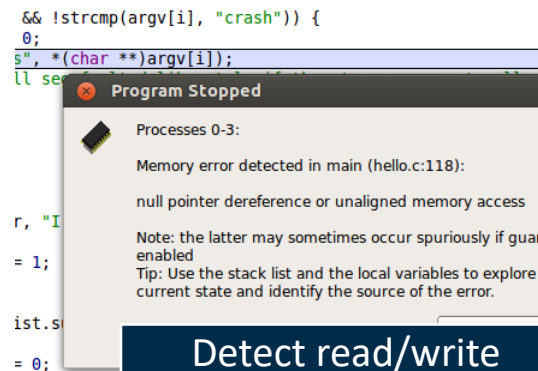 && !strcmp(argv[i], "crash")) {
0;
s", *(char **)argv[i]);
ll
Program Stopped
Processes 0-3:
Memory error detected in main (hello.c:118):
null pointer dereference or unaligned memory access
r, "I
Note: the latter may sometimes occur spuriously if
= 1;
enabled
Tip: Use the stack list and the local variables to explore
current state and identify the source of the error.
Detect read/write
= 0;